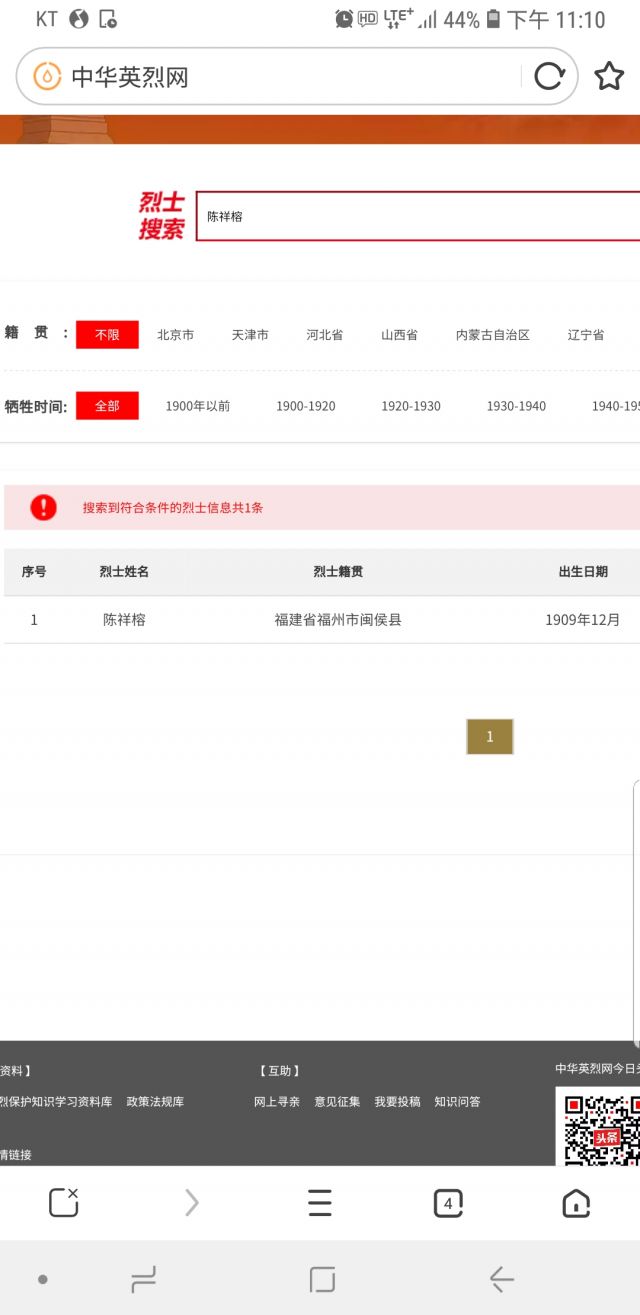 KT HD LTE+ 44% 下午 11:10
中华英烈网
烈士
搜索
陈祥榕
籍 贯 : 不限 北京市 天津市 河北省 山西省 内蒙古自治区 辽宁省
牺牲时间: 全部 1900年以前 1900-1920 1920-1930 1930-1940 1940-195
搜索到符合条件的烈士信息共1条
序号 烈士姓名 烈士籍贯 出生日期
1 陈祥榕 福建省福州市闽侯县 1909年12月
1
资料】 【 互助 】 中华英烈网今日头
烈保护知识学习资料库 政策法规库 网上寻亲 意见征集 我要投稿 知识问答
头条
情链接
4